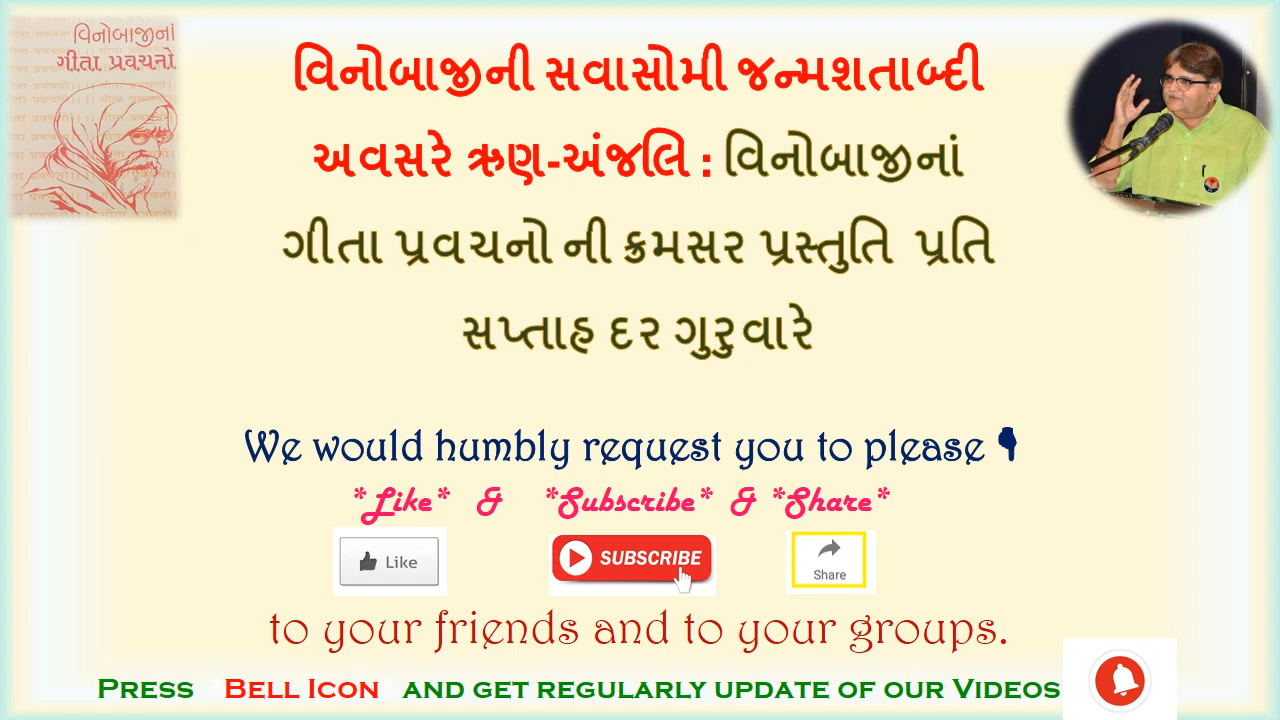 વિનોબાજીનાં
ગીતા પ્રવચનો
વિનોબાજીની સવાસોમી જન્મશતાબ્દી
અવસરે ઋણ-અંજલિ : વિનોબાજીનાં
ગીતા પ્રવચનો ની ક્રમસર પ્રસ્તુતિ પ્રતિ
સપ્તાહ દર ગુરુવારે
We would humbly request you to please 👇
*Like* & *Subscribe* & *Share*
Like
SUBSCRIBE
Share
to your friends and to your groups.
Press *Bell Icon* and get regularly update of our Videos